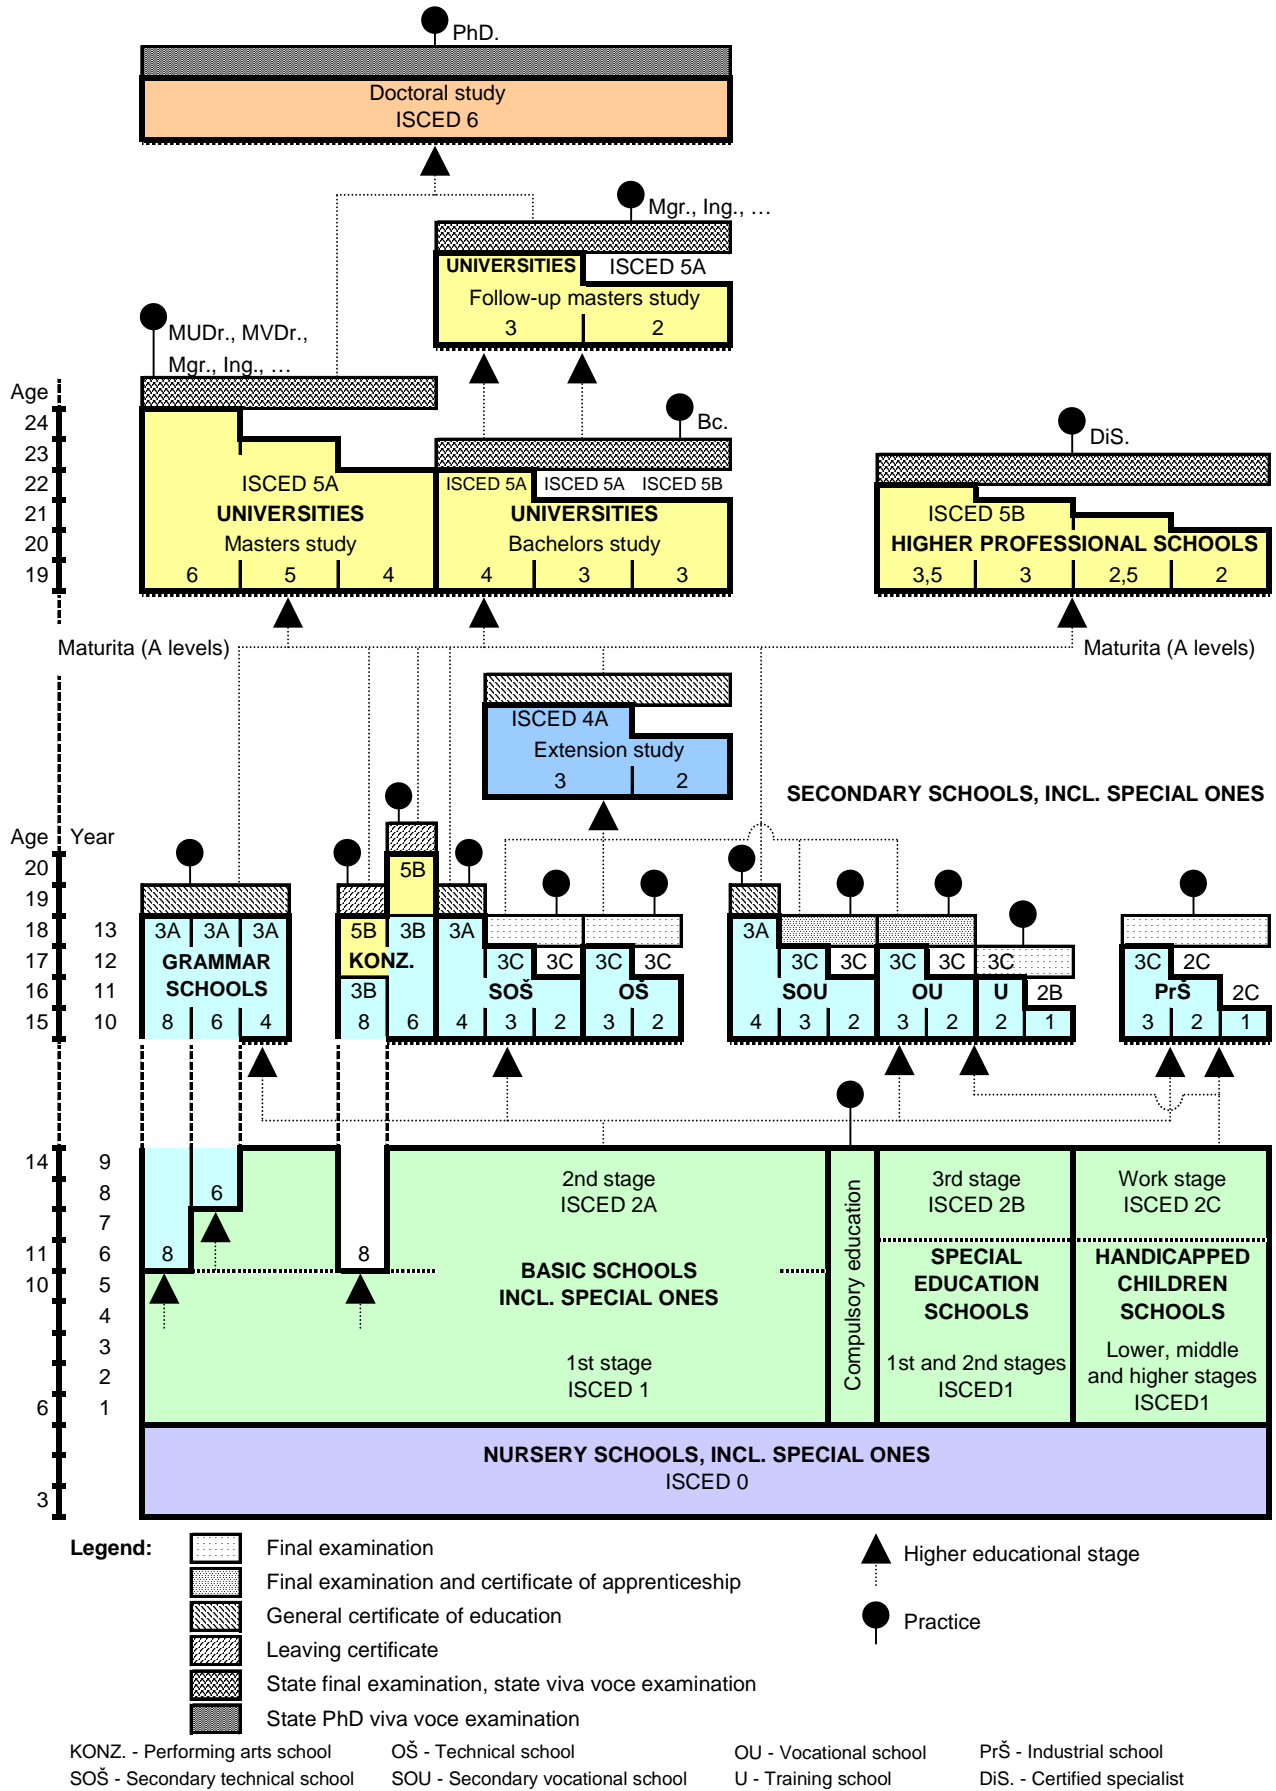 PhD.
Doctoral study
ISCED 6
Mgr., Ing., …
UNIVERSITIES ISCED 5A
Follow-up masters study
3 2
MUDr., MVDr.,
Mgr., Ing., …
Age
24
23
22
21
20
19
ISCED 5A
UNIVERSITIES
Masters study
6 5 4
Bc.
ISCED 5A ISCED 5A ISCED 5B
UNIVERSITIES
Bachelors study
4 3 3
DiS.
ISCED 5B
HIGHER PROFESSIONAL SCHOOLS
3,5 3 2,5 2
Maturita (A levels)
Maturita (A levels)
ISCED 4A
Extension study
3 2
SECONDARY SCHOOLS, INCL. SPECIAL ONES
Age Year
20
19
18 13
17 12
16 11
15 10
3A 3A 3A
GRAMMAR
SCHOOLS
8 6 4
5B
5B 3B
KONZ.
3B
8 6
3A
3C 3C 3C 3C
SOŠ OŠ
4 3 2 3 2
3A
3C 3C 3C 3C 3C
SOU OU U 2B
4 3 2 3 2 2 1
3C 2C
PrŠ 2C
3 2 1
14 9
8
7
11 6
10 5
4
3
2
6 1
3
6
8
8
2nd stage
ISCED 2A
BASIC SCHOOLS
INCL. SPECIAL ONES
1st stage
ISCED 1
Compulsory education
3rd stage
ISCED 2B
SPECIAL
EDUCATION
SCHOOLS
1st and 2nd stages
ISCED1
Work stage
ISCED 2C
HANDICAPPED
CHILDREN
SCHOOLS
Lower, middle
and higher stages
ISCED1
NURSERY SCHOOLS, INCL. SPECIAL ONES
ISCED 0
Legend:
Final examination
Final examination and certificate of apprenticeship
General certificate of education
Leaving certificate
State final examination, state viva voce examination
State PhD viva voce examination
Higher educational stage
Practice
KONZ. - Performing arts school OŠ - Technical school OU - Vocational school PrŠ - Industrial school
SOŠ - Secondary technical school SOU - Secondary vocational school U - Training school DiS. - Certified specialist